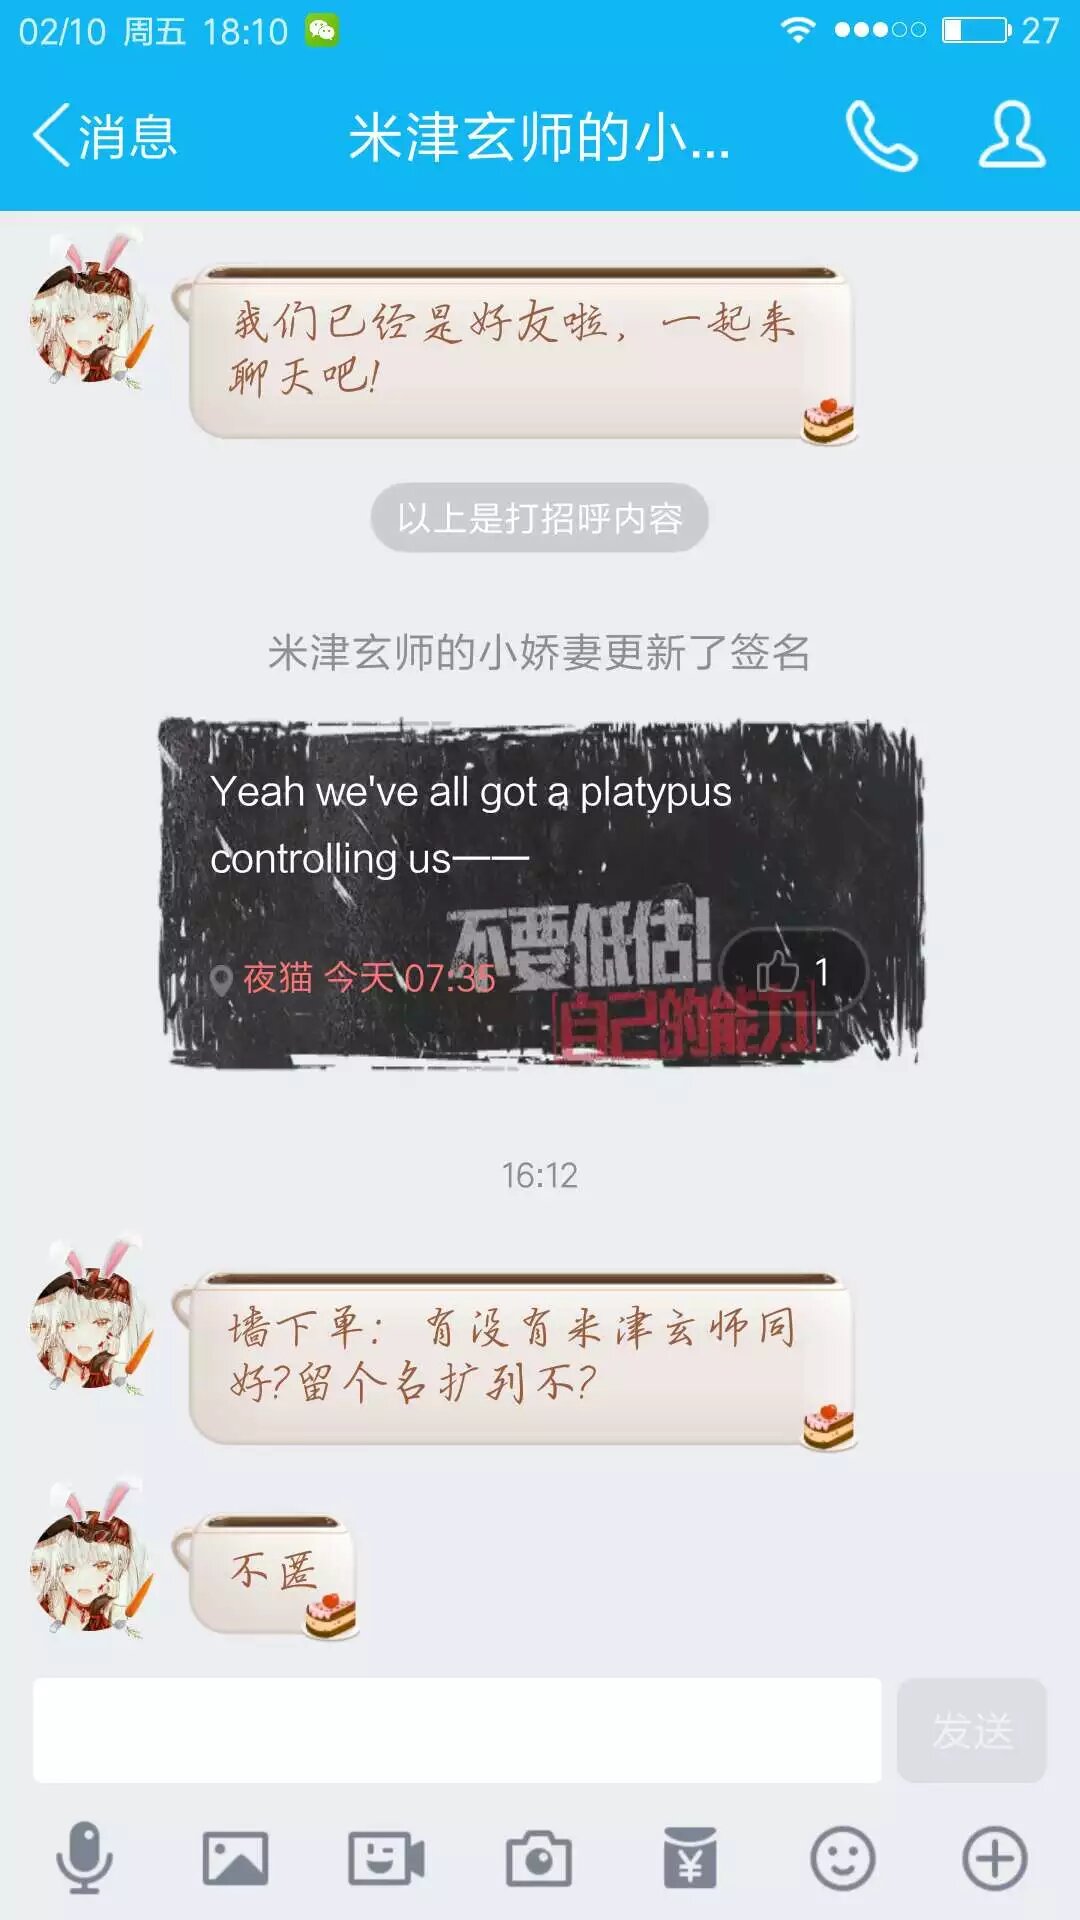 02/10 周五 18:10 27
消息 米津玄师的小...
我们已经是好友啦，一起来
聊天吧!
以上是打招呼内容
米津玄师的小娇妻更新了签名
Yeah we've all got a platypus
controlling us——
不要低估!
夜猫 今天 07:35
1
自己的能力
16:12
墙下单：有没有米津玄师同
好?留个名扩列不?
不匿
发送